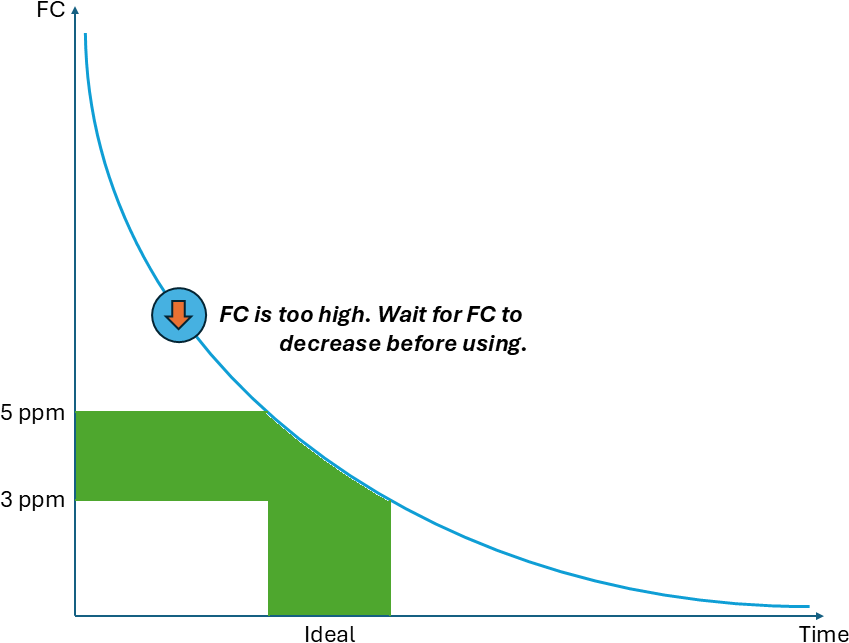 FC
FC is too high. Wait for FC to
decrease before using.
5 ppm
3 ppm
Ideal
Time